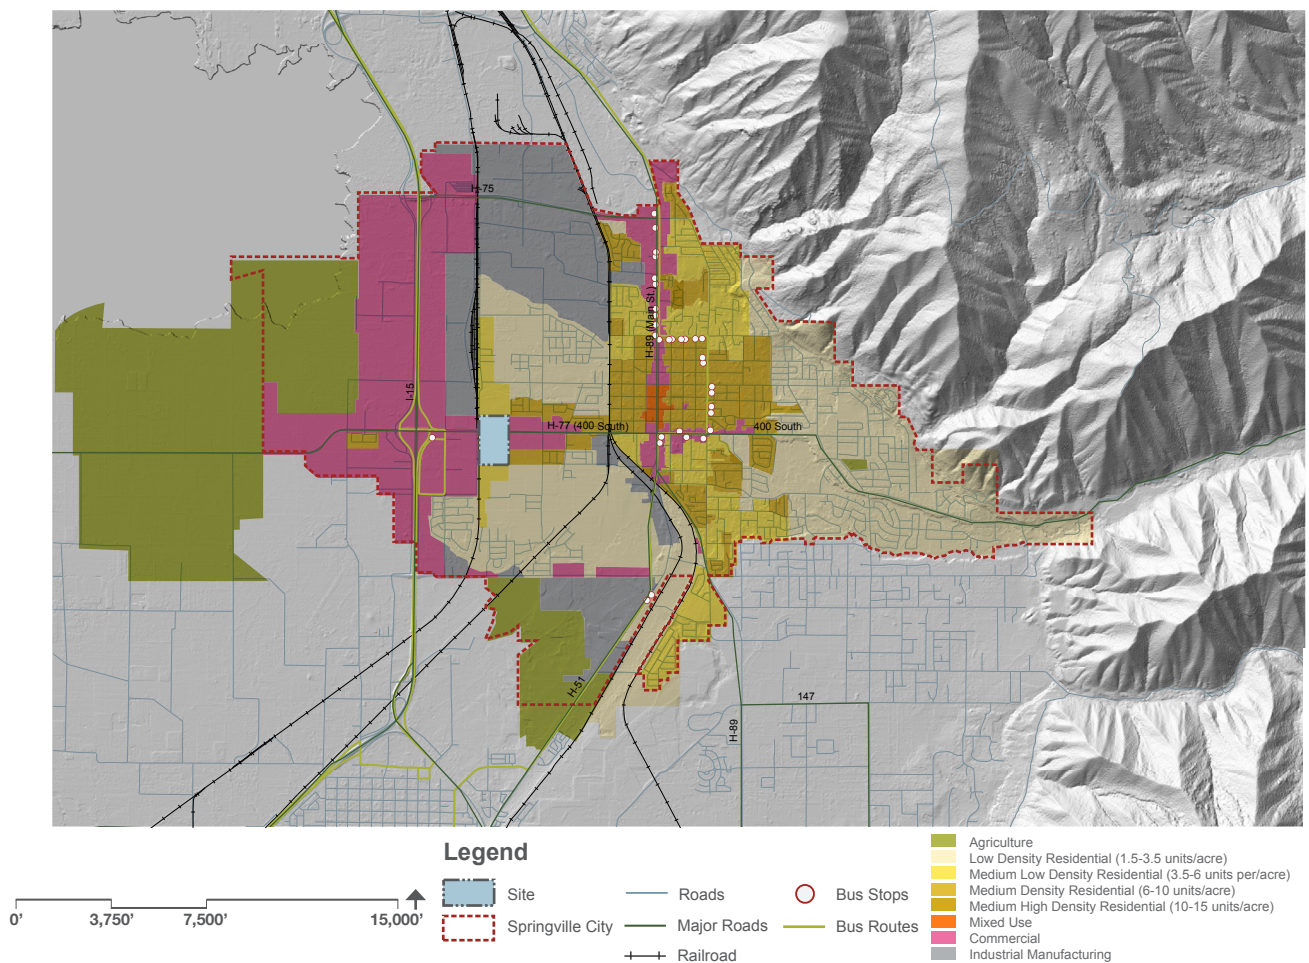 H-75
H-89 (Main St.)
I-15
H-77 (400 South)
400 South
H-51
147
H-89
Legend
Site
Springville City
Roads
Major Roads
Railroad
Bus Stops
Bus Routes
Agriculture
Low Density Residential (1.5-3.5 units/acre)
Medium Low Density Residential (3.5-6 units per/acre)
Medium Density Residential (6-10 units/acre)
Medium High Density Residential (10-15 units/acre)
Mixed Use
Commercial
Industrial Manufacturing
0' 3,750' 7,500' 15,000'